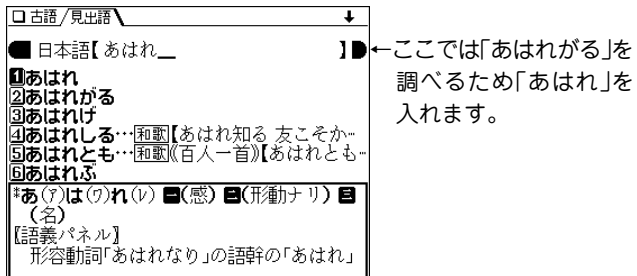 古語/見出語
日本語【あはれ_ 】
←ここでは「あはれがる」を
調べるため「あはれ」を
入れます。
1あはれ
2あはれがる
3あはれげ
4あはれしる…和歌【あはれ知る 友こそか…
5あはれとも…和歌《百人一首》【あはれとも…
6あはれぶ
*あ(ア)は(ワ)れ(レ) 一(感) 二(形動ナリ) 三
(名)
〖語義パネル〗
形容動詞「あはれなり」の語幹の「あはれ」